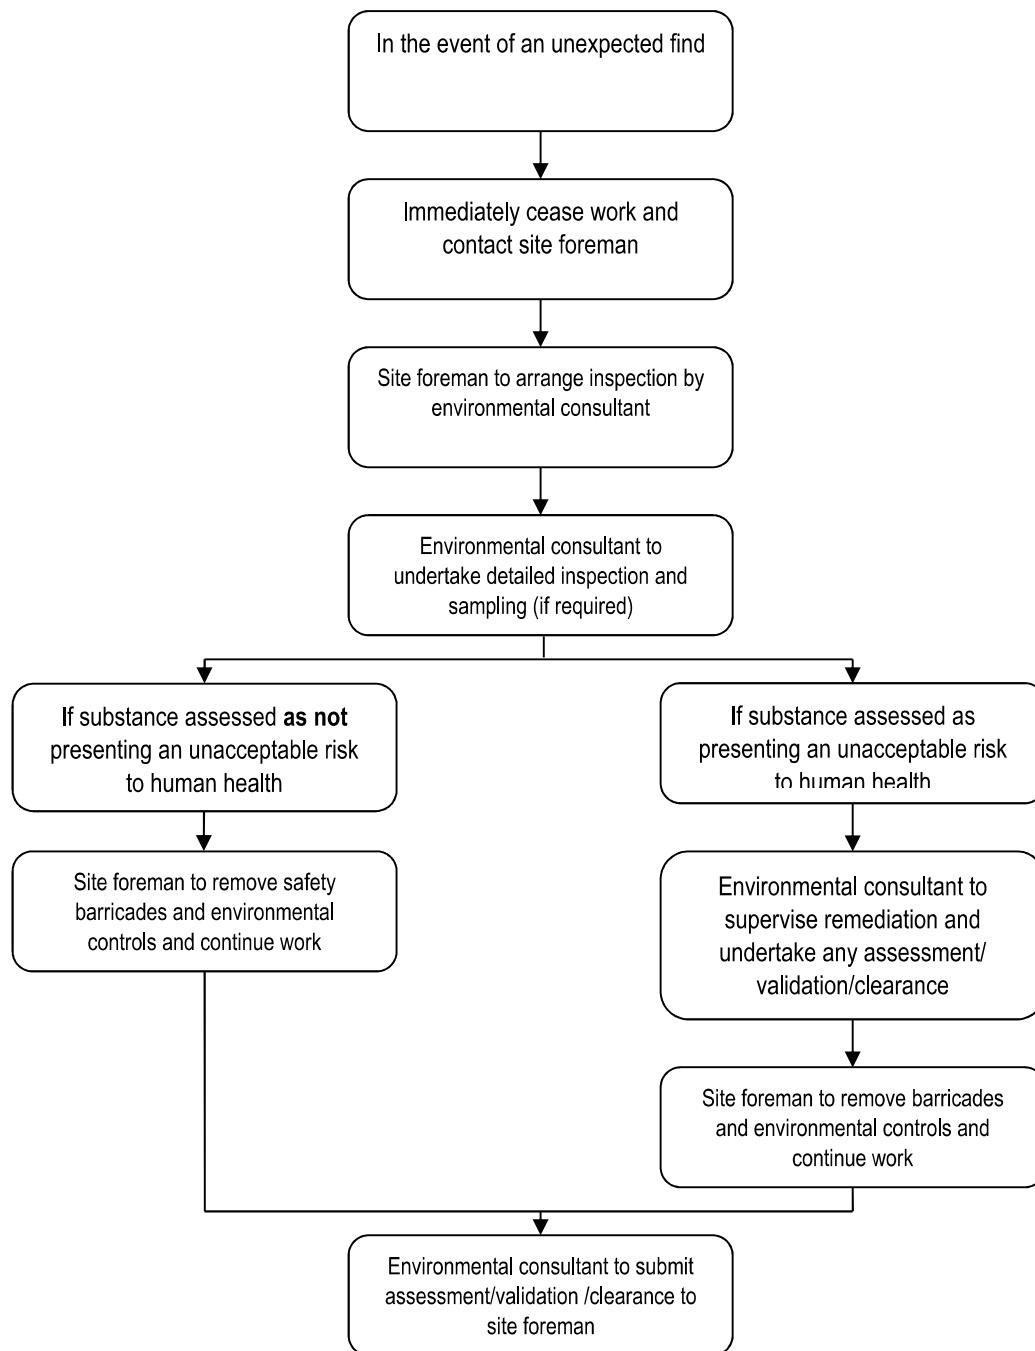 In the event of an unexpected find
Immediately cease work and
contact site foreman
Site foreman to arrange inspection by
environmental consultant
Environmental consultant to
undertake detailed inspection and
sampling (if required)
If substance assessed as not
presenting an unacceptable risk
to human health
If substance assessed as
presenting an unacceptable risk
to human health
Site foreman to remove safety
barricades and environmental
controls and continue work
Environmental consultant to
supervise remediation and
undertake any assessment/
validation/clearance
Site foreman to remove barricades
and environmental controls and
continue work
Environmental consultant to submit
assessment/validation /clearance to
site foreman